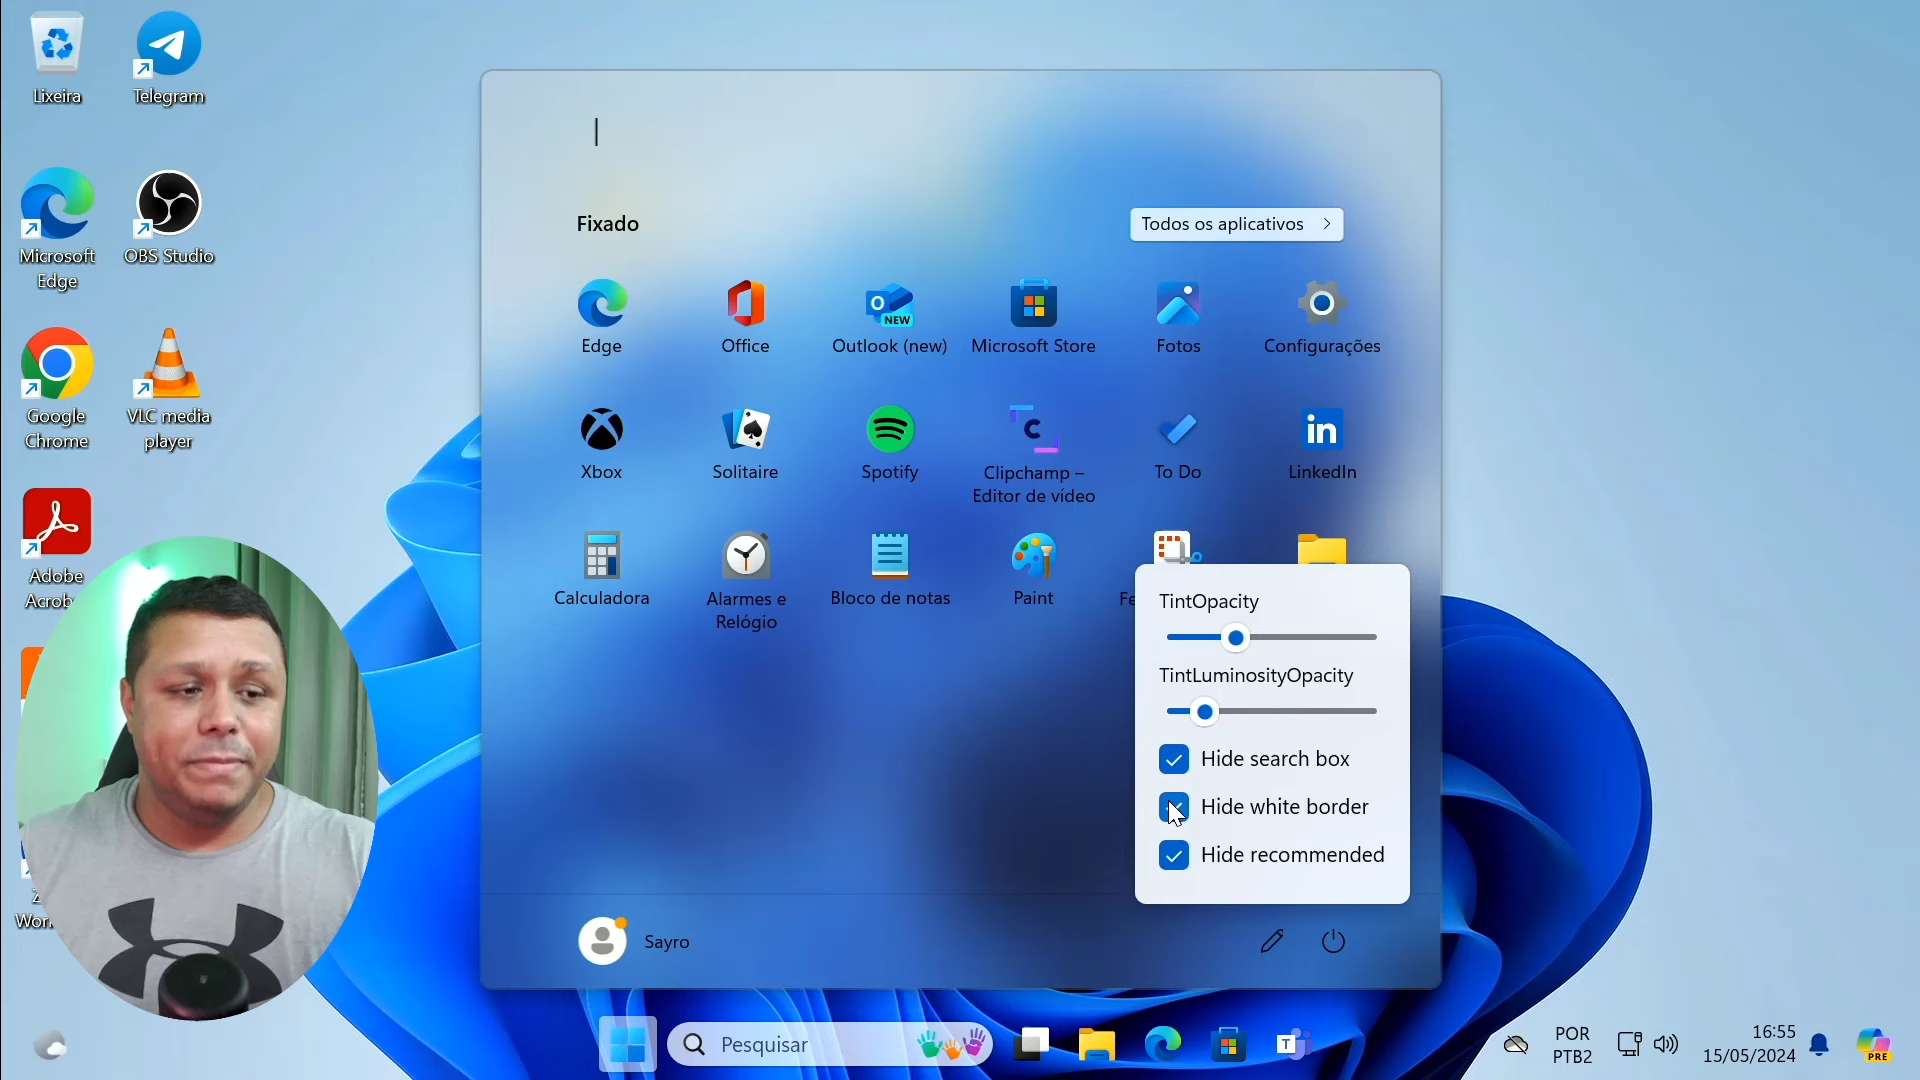 Lixeira
Telegram
Microsoft
Edge
OBS Studio
Google
Chrome
VLC media
player
Adobe
Fixado
Todos os aplicativos
Edge
Office
NEW
Outlook (new)
Microsoft Store
Fotos
Configurações
Xbox
Solitaire
Spotify
Clipchamp –
Editor de vídeo
To Do
in
LinkedIn
Calculadora
Alarmes e
Relógio
Bloco de notas
Paint
TintOpacity
TintLuminosityOpacity
Hide search box
Hide white border
Hide recommended
Sayro
Pesquisar
POR
PTB2
16:55
15/05/2024
PRE